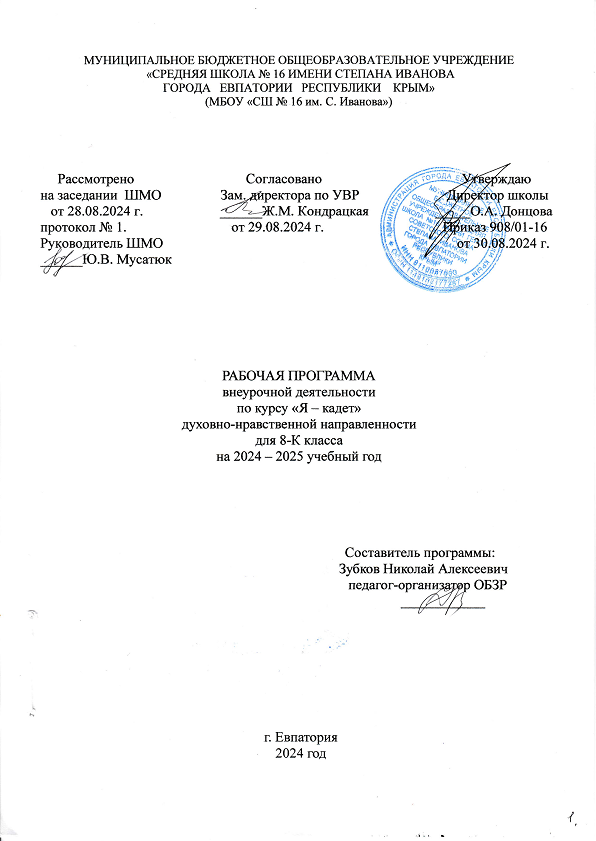 МУНИЦИПАЛЬНОЕ БЮДЖЕТНОЕ ОБЩЕОБРАЗОВАТЕЛЬНОЕ УЧРЕЖДЕНИЕ
«СРЕДНЯЯ ШКОЛА № 16 ИМЕНИ СТЕПАНА ИВАНОВА
ГОРОДА ЕВПАТОРИИ РЕСПУБЛИКИ КРЫМ»
(МБОУ «СШ № 16 им. С. Иванова»)
Рассмотрено
на заседании ШМО
от 28.08.2024 г.
протокол № 1.
Руководитель ШМО
Ю.В. Мусатюк
Согласовано
Зам. директора по УВР
Ж.М. Кондрацкая
от 29.08.2024 г.
Утверждаю
Директор школы
О.А. Донцова
Приказ 908/01-16
от 30.08.2024 г.
РАБОЧАЯ ПРОГРАММА
внеурочной деятельности
по курсу «Я – кадет»
духовно-нравственной направленности
для 8-К класса
на 2024 – 2025 учебный год
Составитель программы:
Зубков Николай Алексеевич
педагог-организатор ОБЗР
г. Евпатория
2024 год
1.